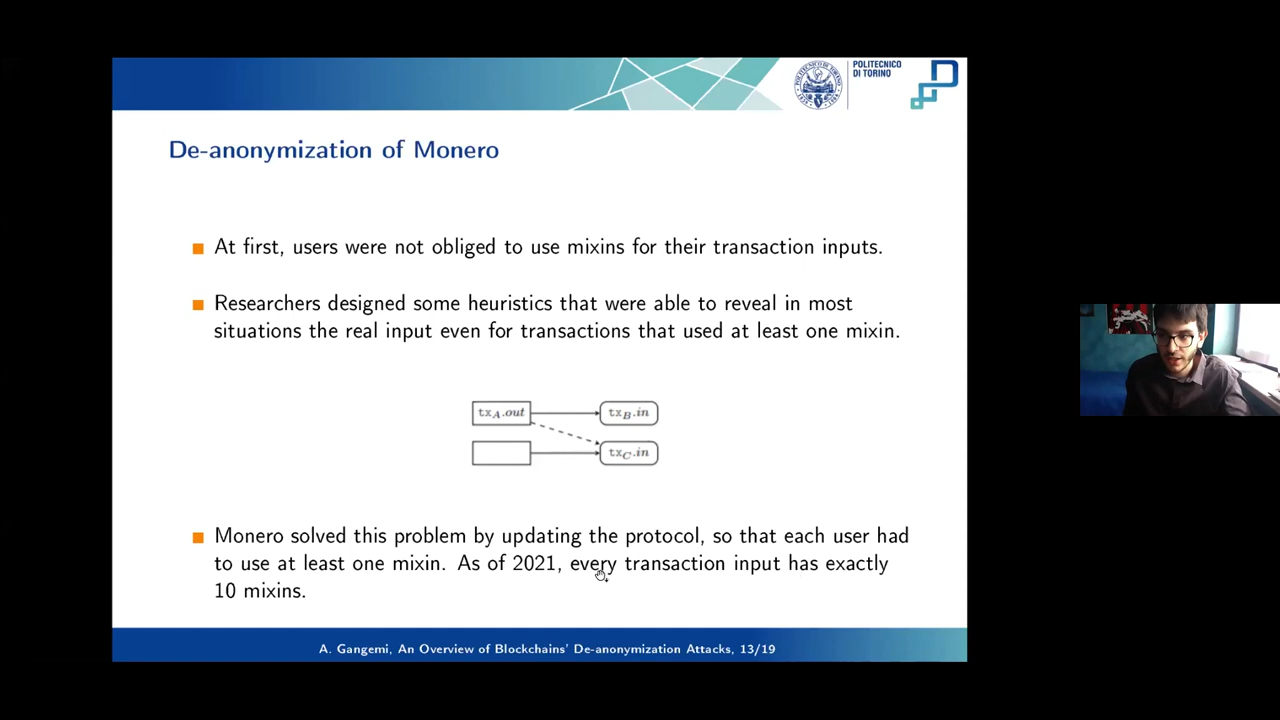 POLITECNICO
DI TORINO
De-anonymization of Monero
At first, users were not obliged to use mixins for their transaction inputs.
Researchers designed some heuristics that were able to reveal in most
situations the real input even for transactions that used at least one mixin.
txA.out
txB.in
txC.in
Monero solved this problem by updating the protocol, so that each user had
to use at least one mixin. As of 2021, every transaction input has exactly
10 mixins.
A. Gangemi, An Overview of Blockchains' De-anonymization Attacks, 13/19